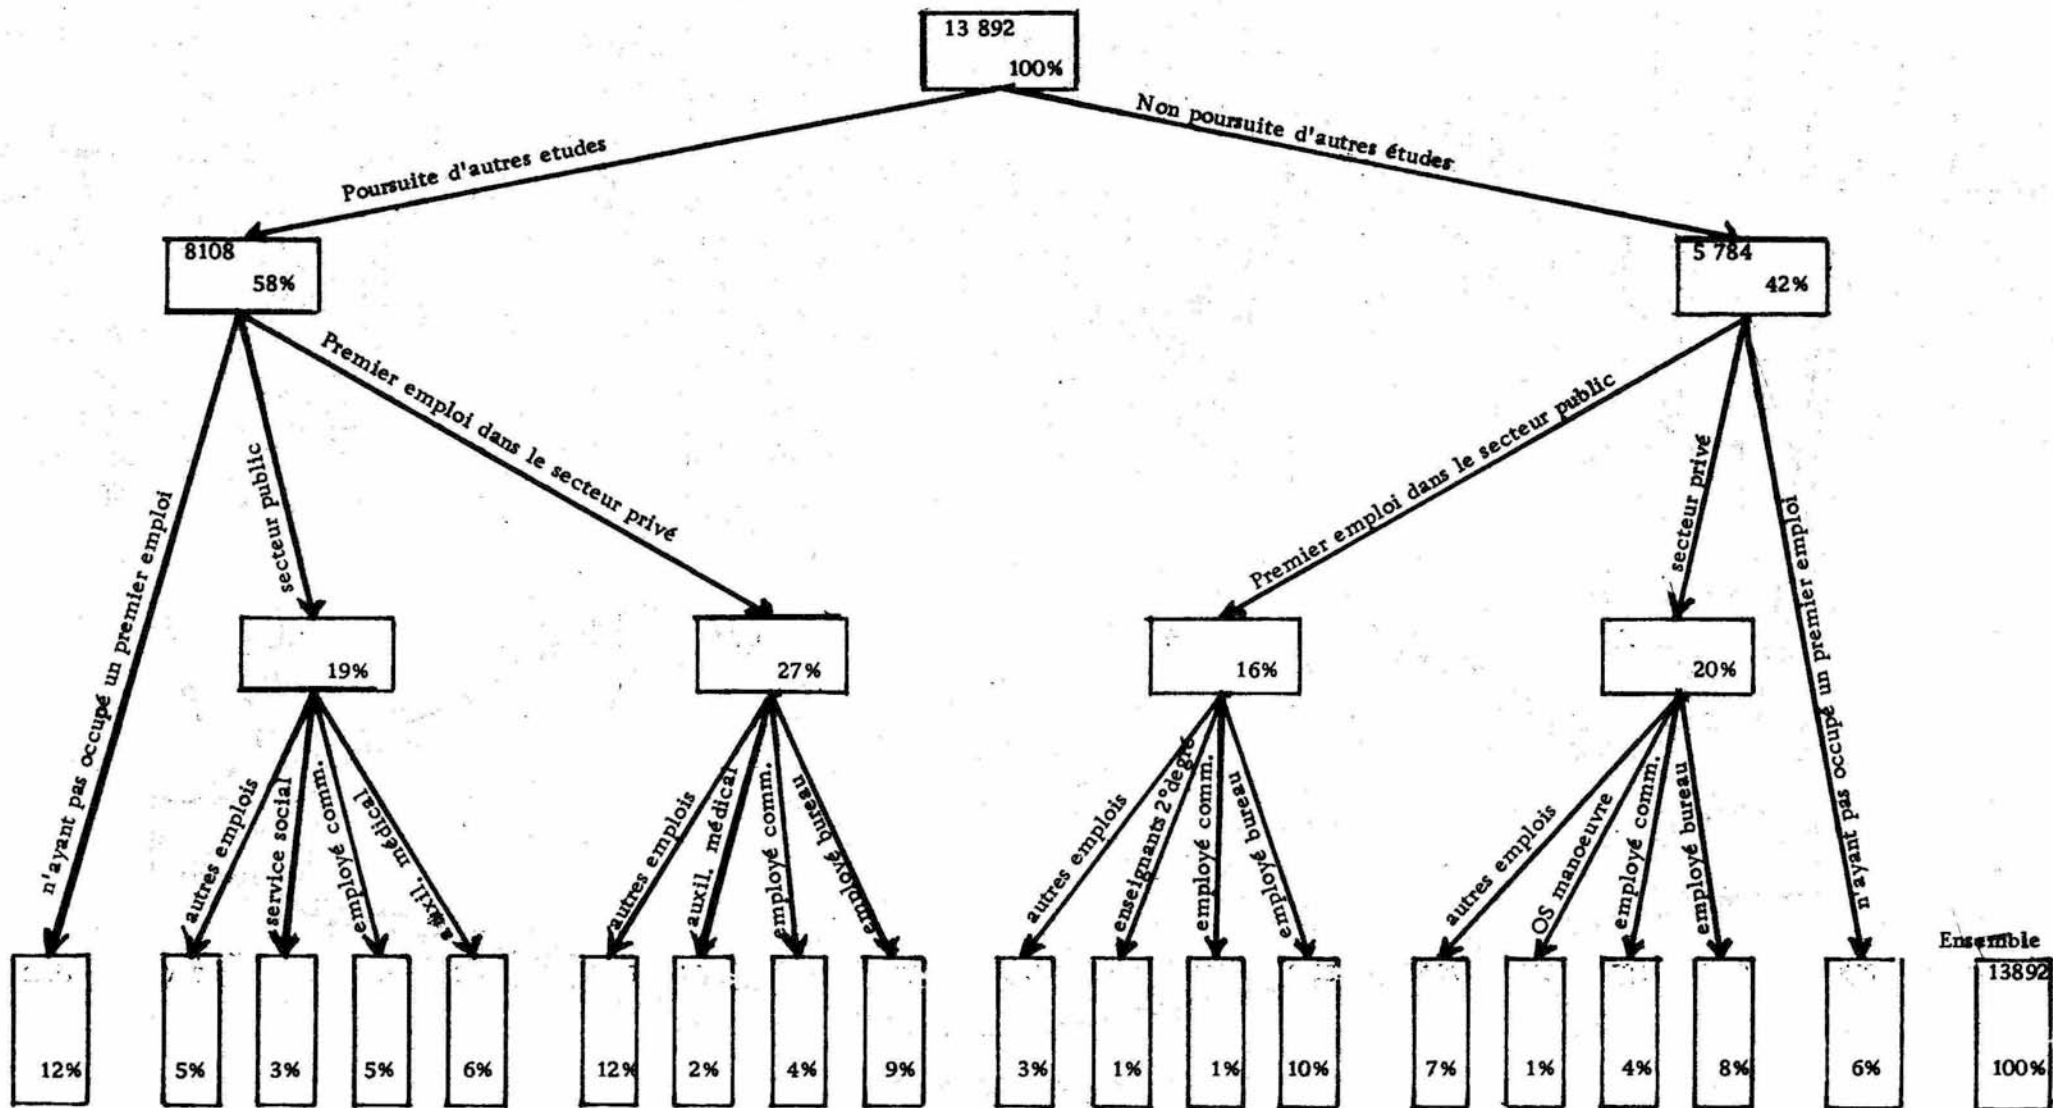 13 892
100%
Poursuite d'autres etudes
Non poursuite d'autres études
8108
58%
5 784
42%
n'ayant pas occupé un premier emploi
secteur public
Premier emploi dans le secteur privé
Premier emploi dans le secteur public
secteur privé
n'ayant pas occupé un premier emploi
19%
27%
16%
20%
autres emplois
service social
employé comm.
auxil. médical
autres emplois
auxil. médical
employé comm.
employé bureau
autres emplois
enseignants 2°degré
employé comm.
employé bureau
autres emplois
OS manoeuvre
employé comm.
employé bureau
Ensemble
13892
12%
5%
3%
5%
6%
12%
2%
4%
9%
3%
1%
1%
10%
7%
1%
4%
8%
6%
100%